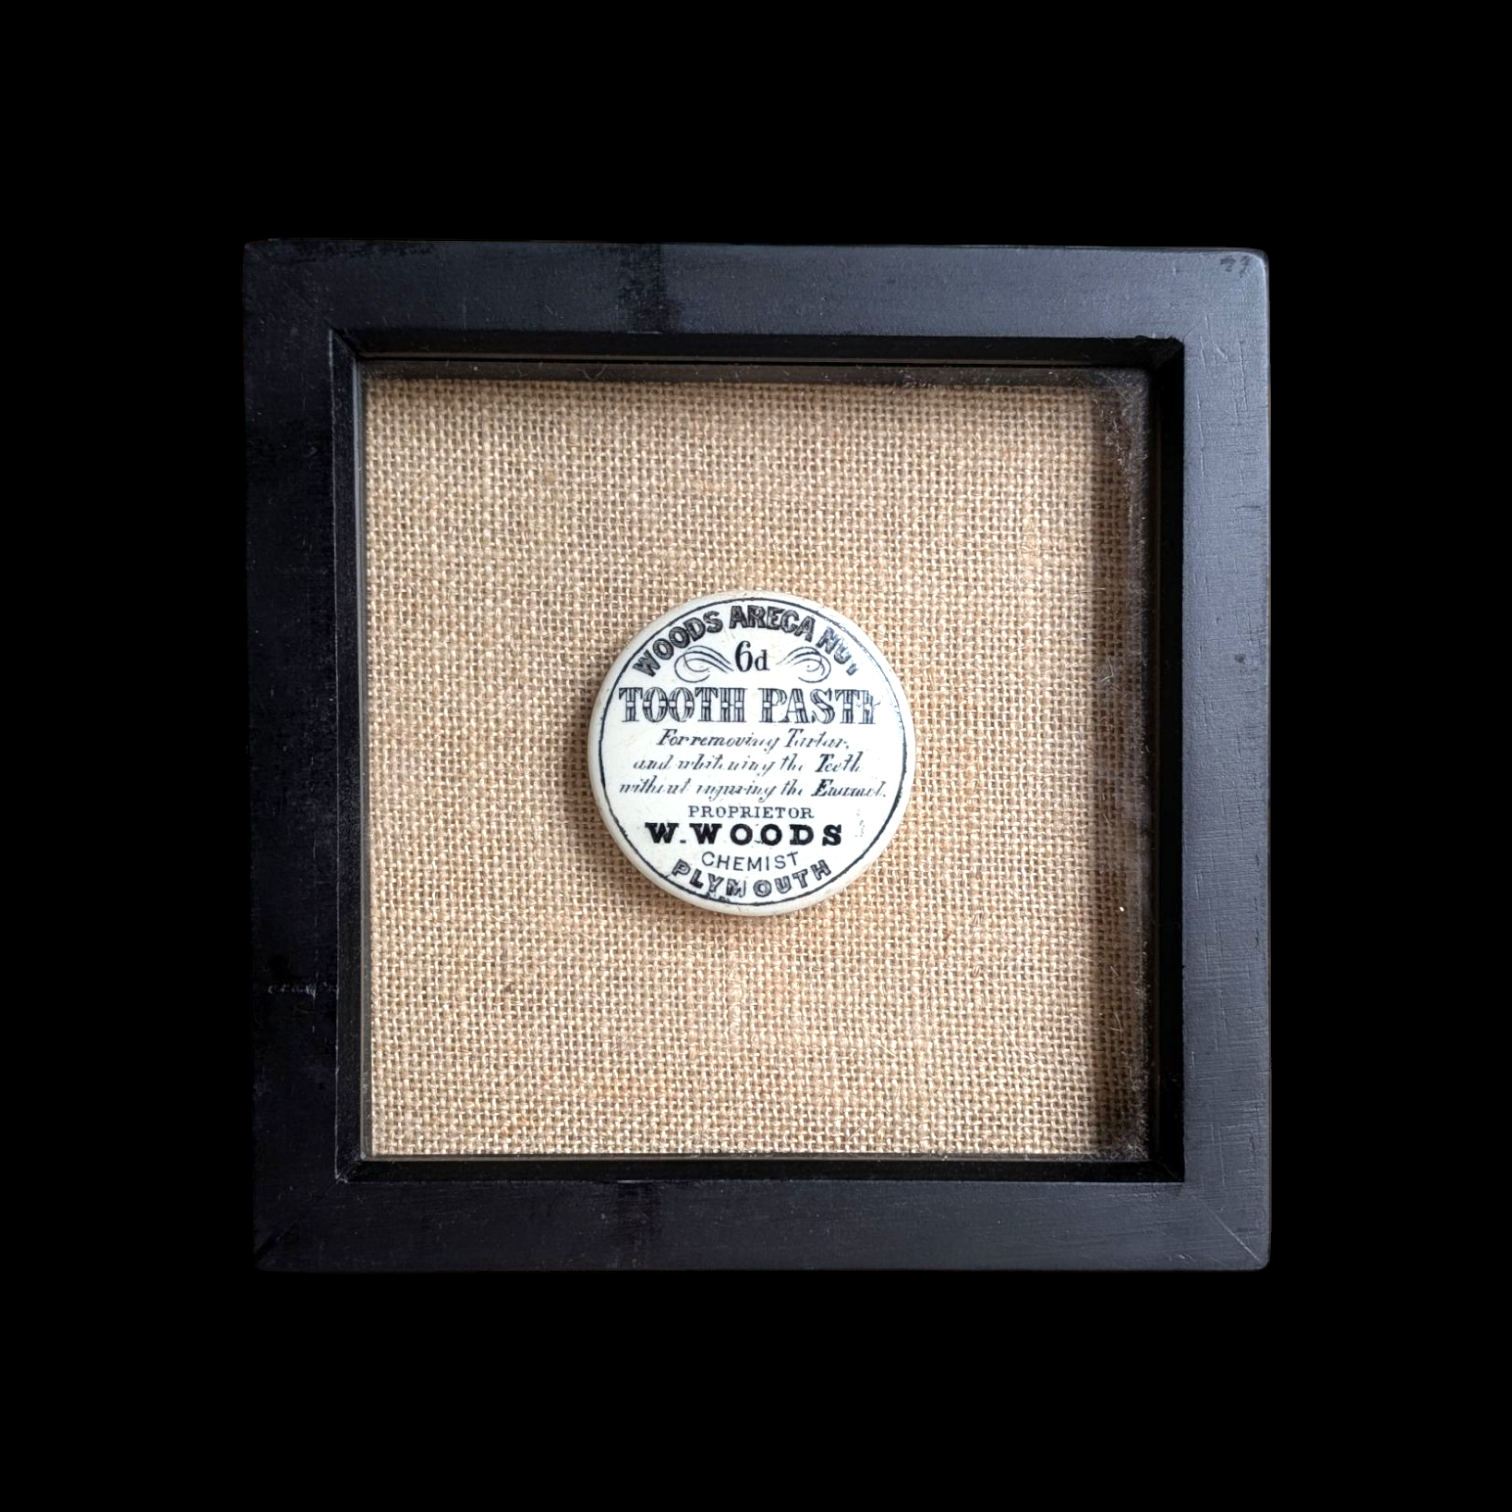 WOODS ARECA NUT
6d
TOOTH PASTE
For removing Tartar,
and whitening the Teeth
without injuring the Enamel.
PROPRIETOR
W. WOODS
CHEMIST
PLYMOUTH